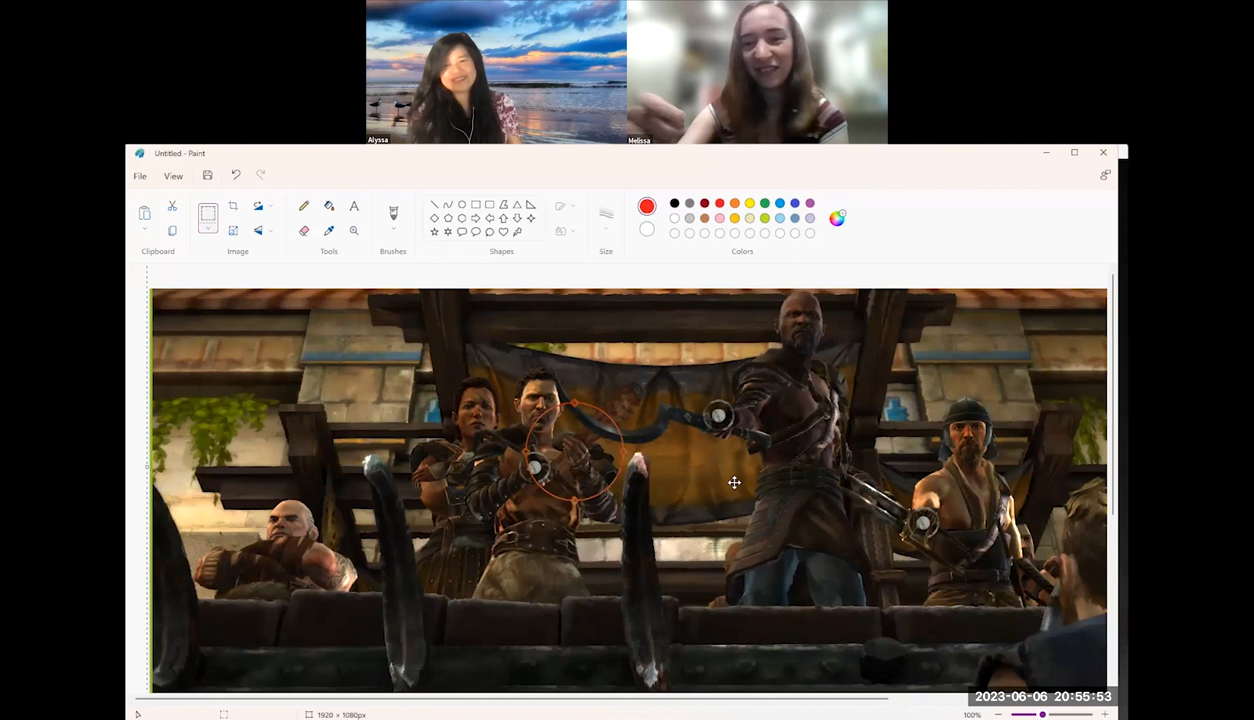 Alyssa
Melissa
Untitled - Paint
File View
Clipboard
Image
Tools
Brushes
Shapes
Size
Colors
A
2023-06-06 20:55:53
1920 × 1080px
100%